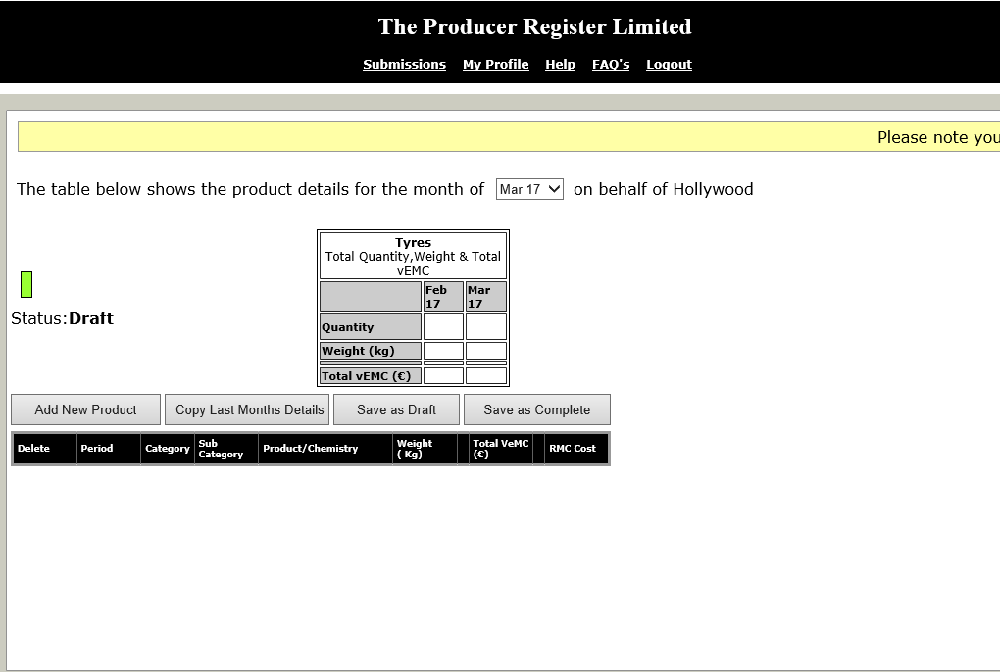 The Producer Register Limited
Submissions My Profile Help FAQ's Logout
Please note you
The table below shows the product details for the month of Mar 17 on behalf of Hollywood
Tyres
Total Quantity,Weight & Total
vEMC
Feb 17 Mar 17
Quantity
Weight (kg)
Total vEMC (€)
Status:Draft
Add New Product Copy Last Months Details Save as Draft Save as Complete
Delete Period Category Sub Category Product/Chemistry Weight ( Kg) Total VeMC (€) RMC Cost